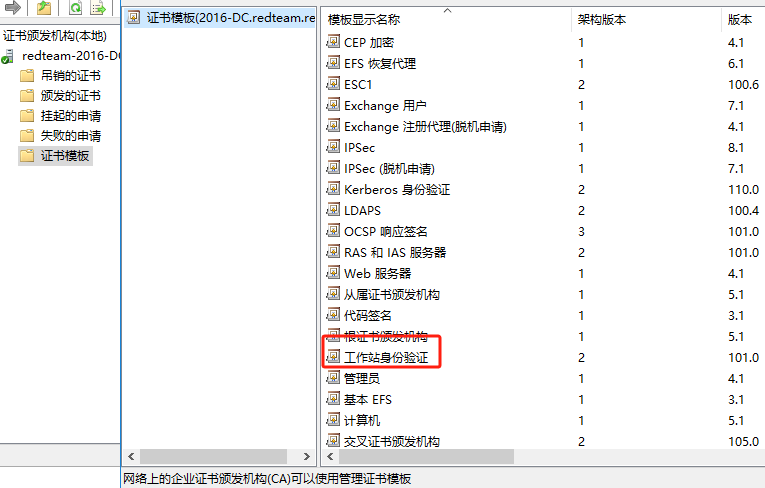 证书颁发机构(本地)
redteam-2016-DC
吊销的证书
颁发的证书
挂起的申请
失败的申请
证书模板
证书模板(2016-DC.redteam.re
模板显示名称 架构版本 版本
CEP 加密 1 4.1
EFS 恢复代理 1 6.1
ESC1 2 100.6
Exchange 用户 1 7.1
Exchange 注册代理(脱机申请) 1 4.1
IPSec 1 8.1
IPSec (脱机申请) 1 7.1
Kerberos 身份验证 2 110.0
LDAPS 2 100.4
OCSP 响应签名 3 101.0
RAS 和 IAS 服务器 2 101.0
Web 服务器 1 4.1
从属证书颁发机构 1 5.1
代码签名 1 3.1
根证书颁发机构 1 5.1
工作站身份验证 2 101.0
管理员 1 4.1
基本 EFS 1 3.1
计算机 1 5.1
交叉证书颁发机构 2 105.0
网络上的企业证书颁发机构(CA)可以使用管理证书模板